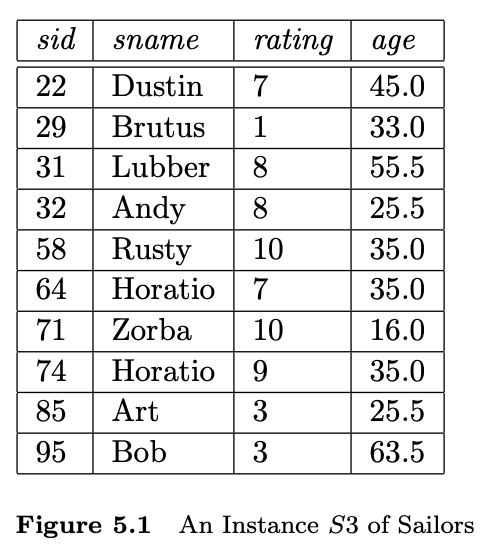 sid sname rating age
22 Dustin 7 45.0
29 Brutus 1 33.0
31 Lubber 8 55.5
32 Andy 8 25.5
58 Rusty 10 35.0
64 Horatio 7 35.0
71 Zorba 10 16.0
74 Horatio 9 35.0
85 Art 3 25.5
95 Bob 3 63.5
Figure 5.1 An Instance S3 of Sailors